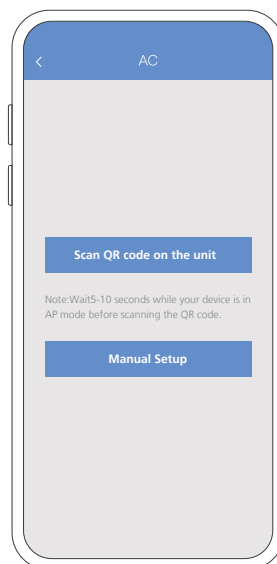 AC
Scan QR code on the unit
Note:Wait5-10 seconds while your device is in
AP mode before scanning the QR code.
Manual Setup